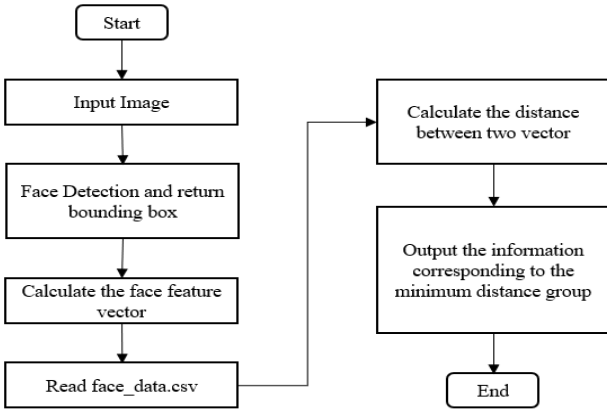 Start
Input Image
Face Detection and return
bounding box
Calculate the face feature
vector
Read face_data.csv
Calculate the distance
between two vector
Output the information
corresponding to the
minimum distance group
End